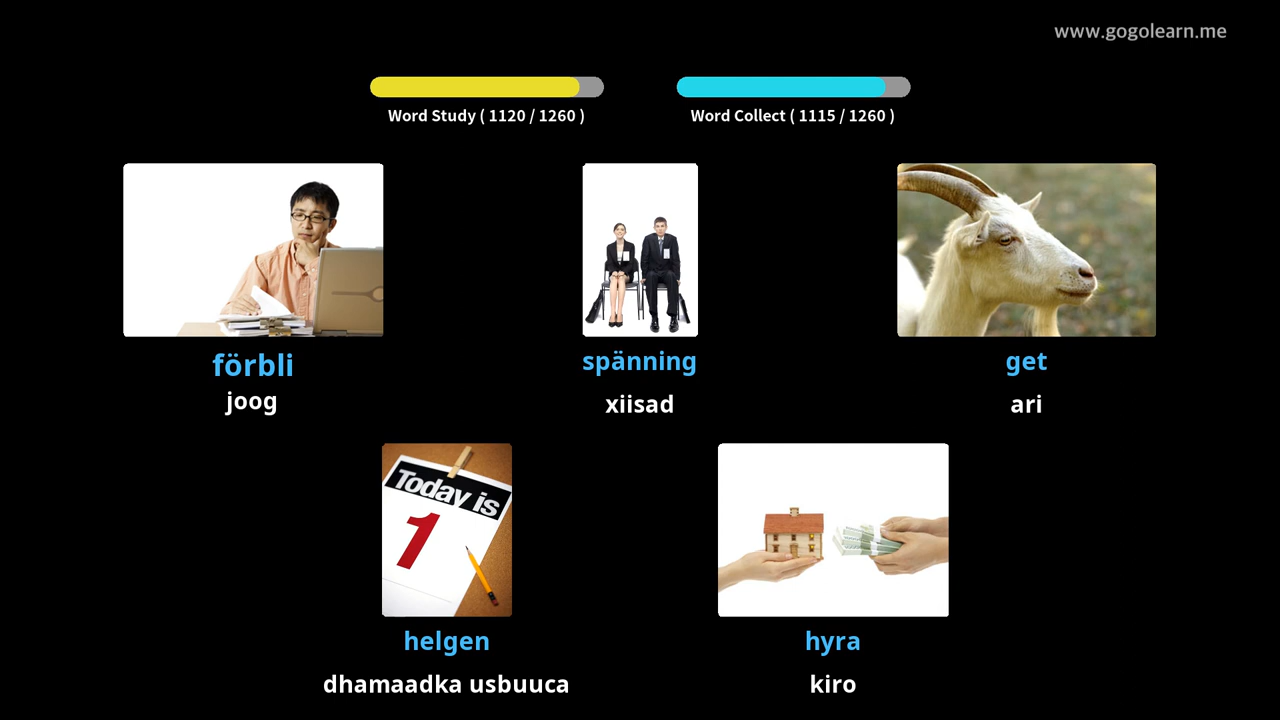 www.gogolearn.me
Word Study ( 1120 / 1260 )
Word Collect ( 1115 / 1260 )
förbli
joog
spänning
xiisad
get
ari
Today is
1
helgen
dhamaadka usbuuca
hyra
kiro